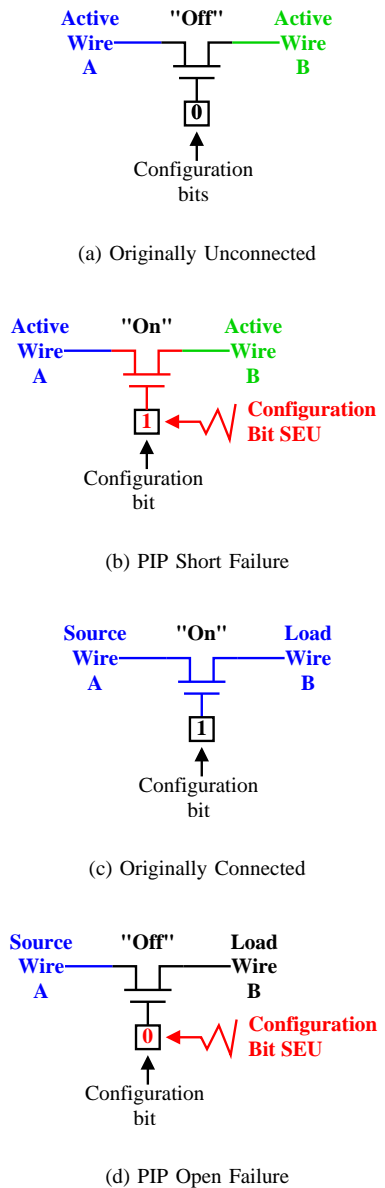 Active "Off" Active
Wire Wire
A B
0
Configuration
bits
(a) Originally Unconnected
Active "On" Active
Wire Wire
A B
1 Configuration
Bit SEU
Configuration
bit
(b) PIP Short Failure
Source "On" Load
Wire Wire
A B
1
Configuration
bit
(c) Originally Connected
Source "Off" Load
Wire Wire
A B
0 Configuration
Bit SEU
Configuration
bit
(d) PIP Open Failure